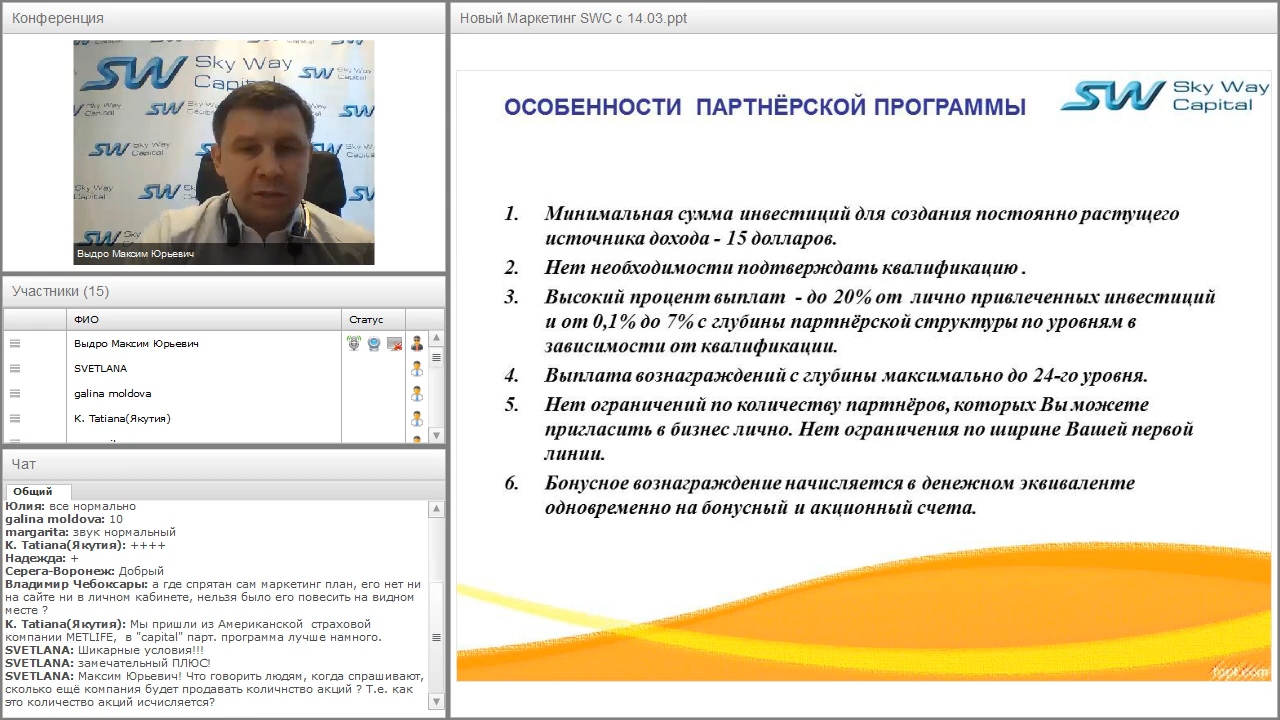 Конференция
SW Sky Way Capital
Выдро Максим Юрьевич
Участники (15)
ФИО
Статус
Выдро Максим Юрьевич
SVETLANA
galina moldova
K. Tatiana(Якутия)
Чат
Общий
Юлия: все нормально
galina moldova: 10
margarita: звук нормальный
K. Tatiana(Якутия): ++++
Надежда: +
Серега-Воронеж: Добрый
Владимир Чебоксары: а где спрятан сам маркетинг план, его нет ни
на сайте ни в личном кабинете, нельзя было его повесить на видном
месте ?
K. Tatiana(Якутия): Мы пришли из Американской страховой
компании METLIFE, в "capital" парт. программа лучше намного.
SVETLANA: Шикарные условия!!!
SVETLANA: замечательный ПЛЮС!
SVETLANA: Максим Юрьевич! Что говорить людям, когда спрашивают,
сколько ещё компания будет продавать количнство акций ? Т.е. как
это количество акций исчисляется?
Новый Маркетинг SWC с 14.03.ppt
ОСОБЕННОСТИ ПАРТНЁРСКОЙ ПРОГРАММЫ
SW Sky Way
Capital
1. Минимальная сумма инвестиций для создания постоянно растущего
источника дохода - 15 долларов.
2. Нет необходимости подтверждать квалификацию .
3. Высокий процент выплат - до 20% от лично привлеченных инвестиций
и от 0,1% до 7% с глубины партнёрской структуры по уровням в
зависимости от квалификации.
4. Выплата вознаграждений с глубины максимально до 24-го уровня.
5. Нет ограничений по количеству партнёров, которых Вы можете
пригласить в бизнес лично. Нет ограничения по ширине Вашей первой
линии.
6. Бонусное вознаграждение начисляется в денежном эквиваленте
одновременно на бонусный и акционный счета.